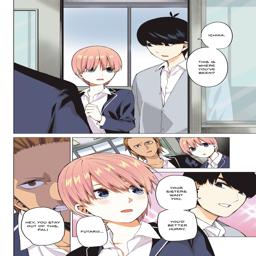 ICHIKA.
THIS IS
WHERE
YOU'VE
BEEN?
YOUR
SISTERS
WANT
YOU.
YOU'D
BETTER
HURRY.
FUTARO...
HEY, YOU STAY
OUT OF THIS,
PAL!